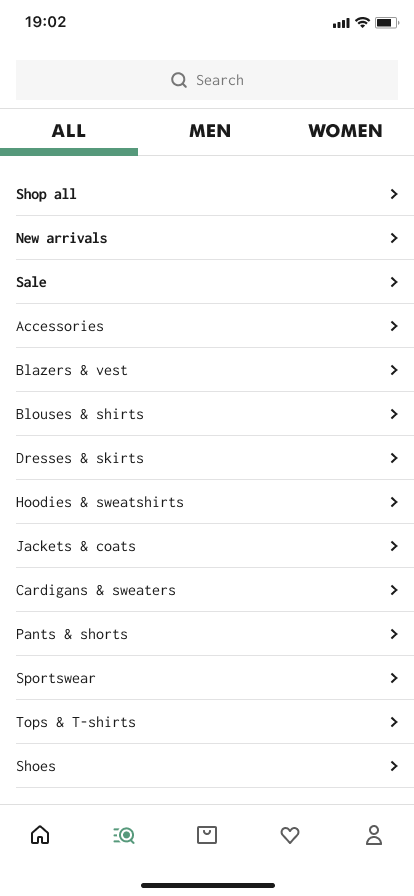 19:02
Search
ALL MEN WOMEN
Shop all
New arrivals
Sale
Accessories
Blazers & vest
Blouses & shirts
Dresses & skirts
Hoodies & sweatshirts
Jackets & coats
Cardigans & sweaters
Pants & shorts
Sportswear
Tops & T-shirts
Shoes